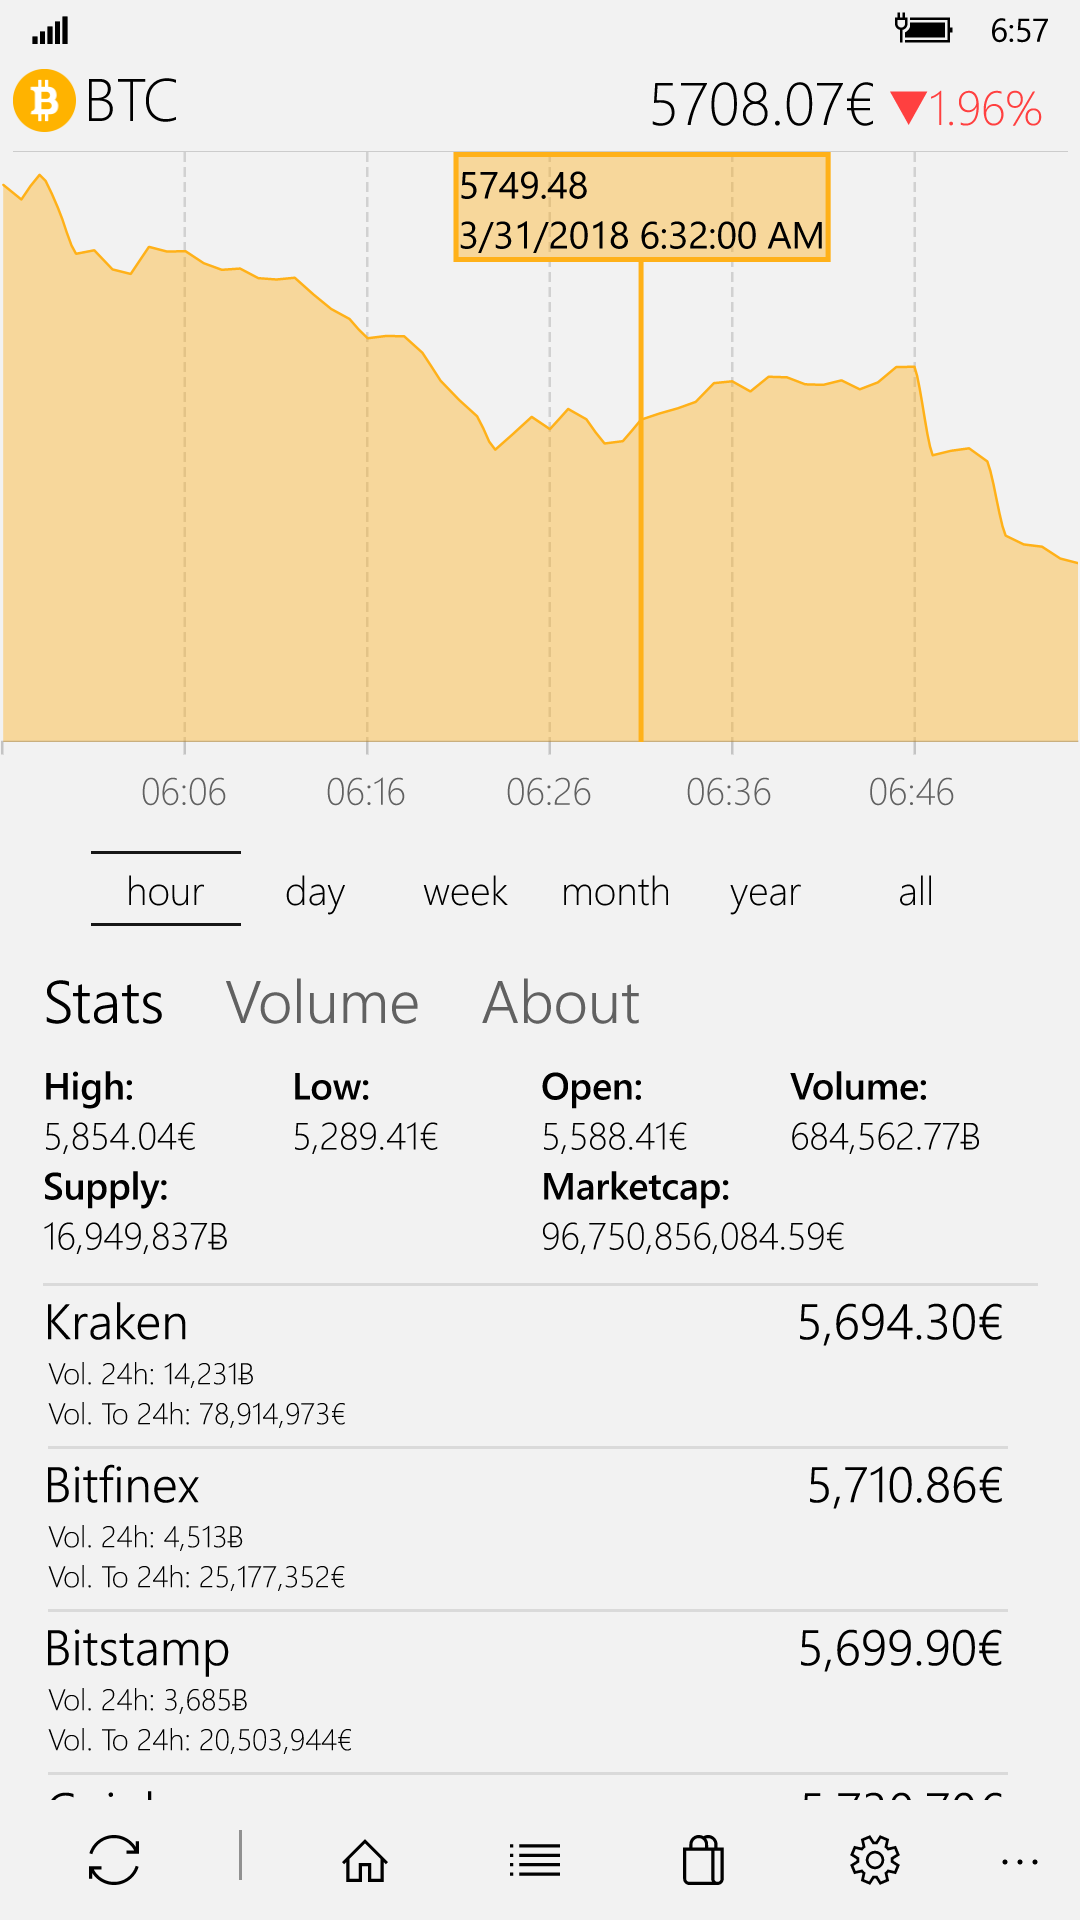 6:57
BTC 5708.07€ ▼1.96%
5749.48
3/31/2018 6:32:00 AM
06:06 06:16 06:26 06:36 06:46
hour day week month year all
Stats Volume About
High: Low: Open: Volume:
5,854.04€ 5,289.41€ 5,588.41€ 684,562.77Ƀ
Supply: Marketcap:
16,949,837Ƀ 96,750,856,084.59€
Kraken 5,694.30€
Vol. 24h: 14,231Ƀ
Vol. To 24h: 78,914,973€
Bitfinex 5,710.86€
Vol. 24h: 4,513Ƀ
Vol. To 24h: 25,177,352€
Bitstamp 5,699.90€
Vol. 24h: 3,685Ƀ
Vol. To 24h: 20,503,944€